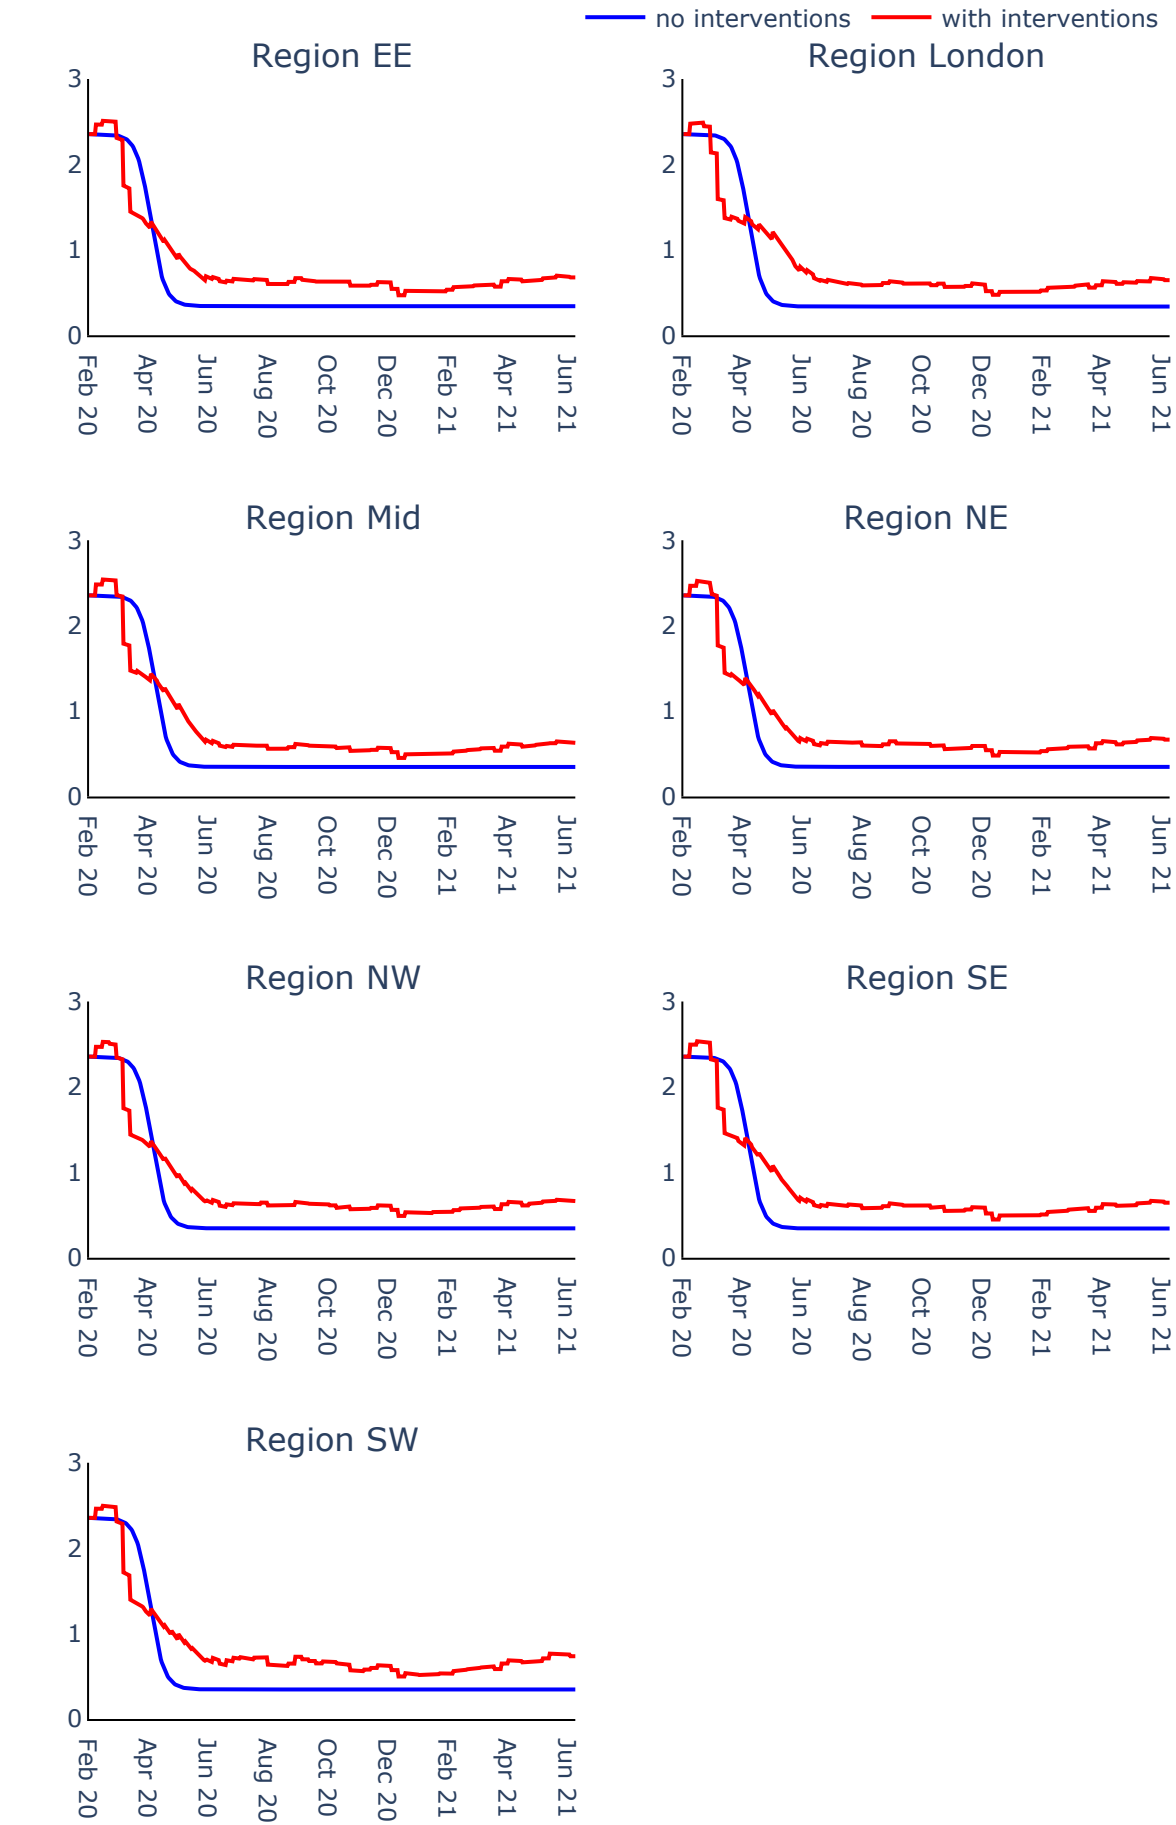 no interventions with interventions
Region EE Region London
3 3
2 2
1 1
0 0
Feb 20 Apr 20 Jun 20 Aug 20 Oct 20 Dec 20 Feb 21 Apr 21 Jun 21 Feb 20 Apr 20 Jun 20 Aug 20 Oct 20 Dec 20 Feb 21 Apr 21 Jun 21
Region Mid Region NE
3 3
2 2
1 1
0 0
Feb 20 Apr 20 Jun 20 Aug 20 Oct 20 Dec 20 Feb 21 Apr 21 Jun 21 Feb 20 Apr 20 Jun 20 Aug 20 Oct 20 Dec 20 Feb 21 Apr 21 Jun 21
Region NW Region SE
3 3
2 2
1 1
0 0
Feb 20 Apr 20 Jun 20 Aug 20 Oct 20 Dec 20 Feb 21 Apr 21 Jun 21 Feb 20 Apr 20 Jun 20 Aug 20 Oct 20 Dec 20 Feb 21 Apr 21 Jun 21
Region SW
3
2
1
0
Feb 20 Apr 20 Jun 20 Aug 20 Oct 20 Dec 20 Feb 21 Apr 21 Jun 21